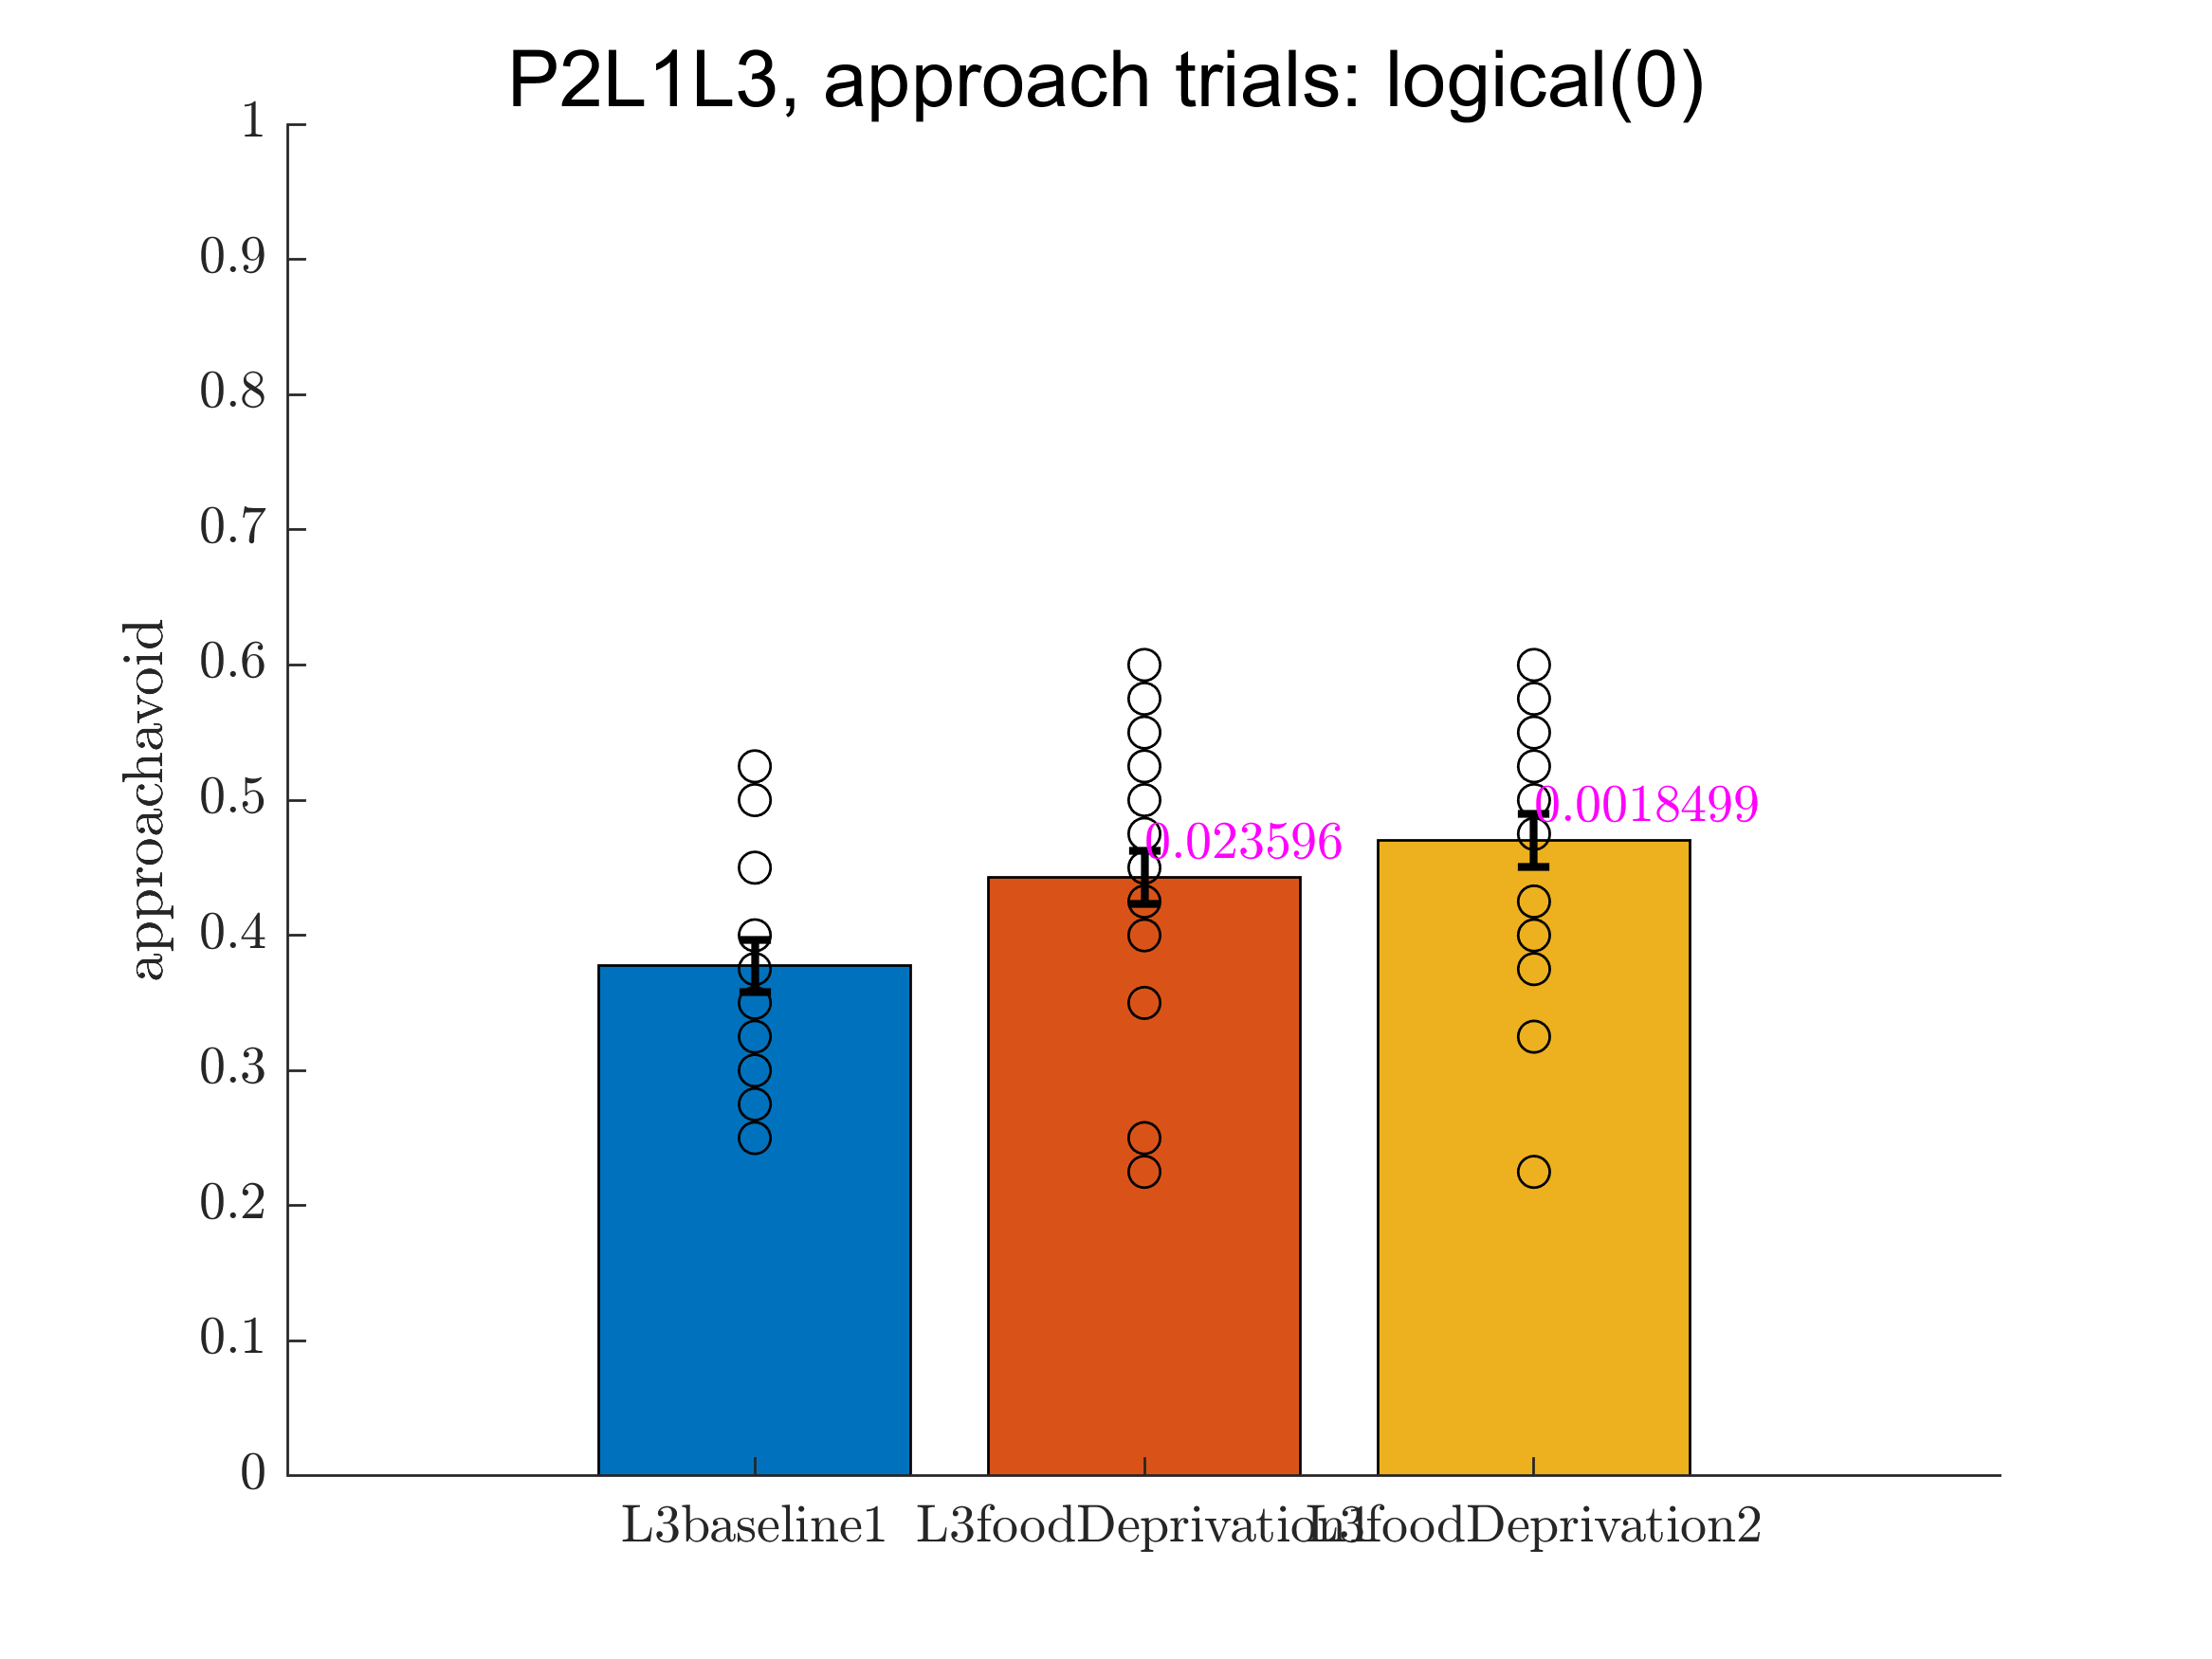 P2L1L3, approach trials: logical(0)
1
0.9
0.8
0.7
0.6
0.5
0.4
0.3
0.2
0.1
0
approachavoid
0.023596
0.0018499
L3baseline1
L3foodDeprivation1
L3foodDeprivation2